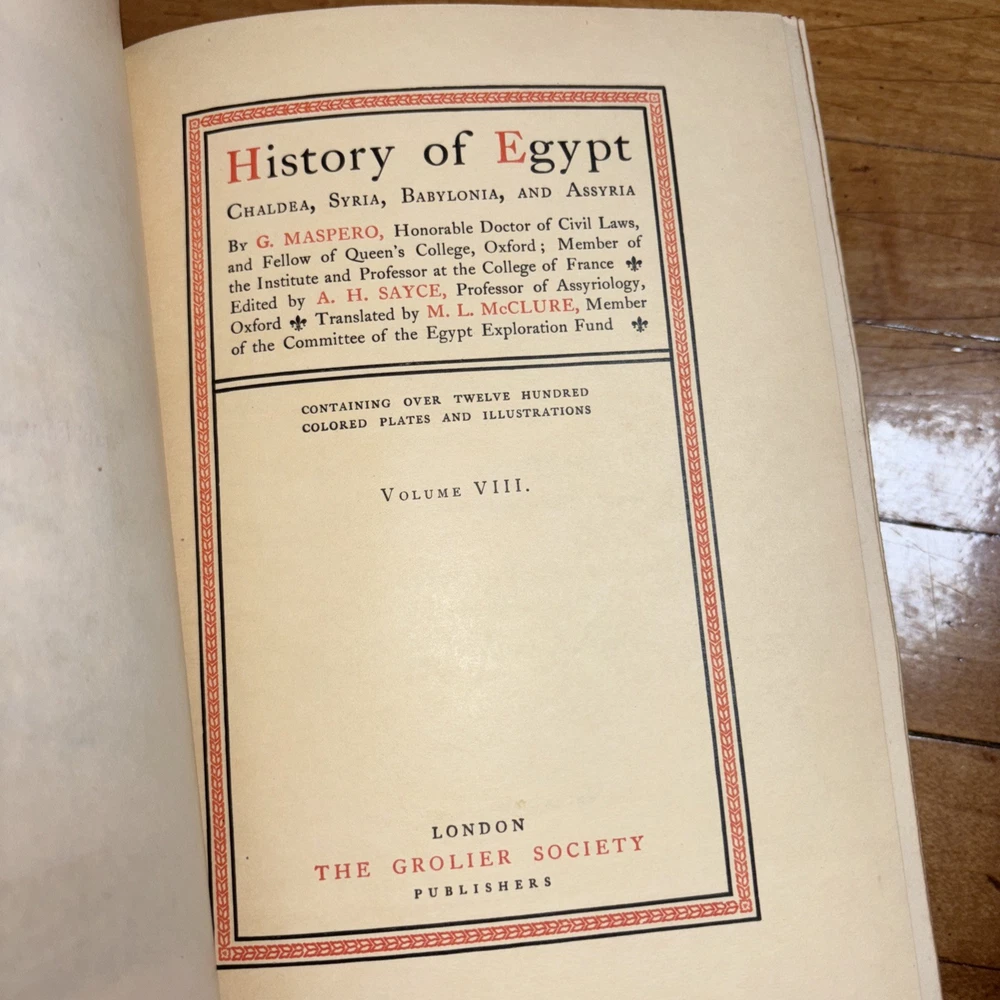 History of Egypt
CHALDEA, SYRIA, BABYLONIA, AND ASSYRIA
BY G. MASPERO, Honorable Doctor of Civil Laws,
and Fellow of Queen's College, Oxford; Member of
the Institute and Professor at the College of France
Edited by A. H. SAYCE, Professor of Assyriology,
Oxford Translated by M. L. McCLURE, Member
of the Committee of the Egypt Exploration Fund
CONTAINING OVER TWELVE HUNDRED
COLORED PLATES AND ILLUSTRATIONS
VOLUME VIII.
LONDON
THE GROLIER SOCIETY
PUBLISHERS